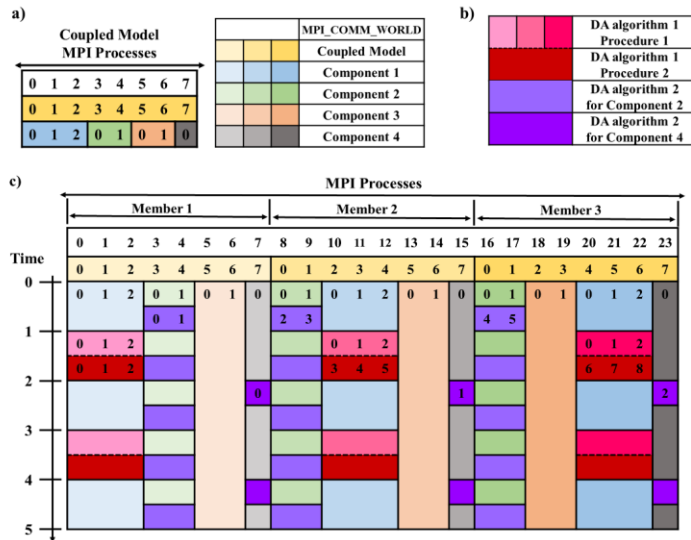 a)
Coupled Model
MPI Processes
0 1 2 3 4 5 6 7
0 1 2 3 4 5 6 7
0 1 2 0 1 0 1 0
MPI_COMM_WORLD
Coupled Model
Component 1
Component 2
Component 3
Component 4
b)
DA algorithm 1
Procedure 1
DA algorithm 1
Procedure 2
DA algorithm 2
for Component 2
DA algorithm 2
for Component 4
c)
MPI Processes
Member 1 Member 2 Member 3
0 1 2 3 4 5 6 7 8 9 10 11 12 13 14 15 16 17 18 19 20 21 22 23
Time
0 1 2 3 4 5 6 7 0 1 2 3 4 5 6 7 0 1 2 3 4 5 6 7
0
0 1 2 0 1 0 1 0 0 1 0 1 2 0 1 0 0 1 0 1 0 1 2 0
0 1 2 3 4 5
1
0 1 2 0 1 2 0 1 2
0 1 2 3 4 5 6 7 8
2
0 1 2
3
4
5